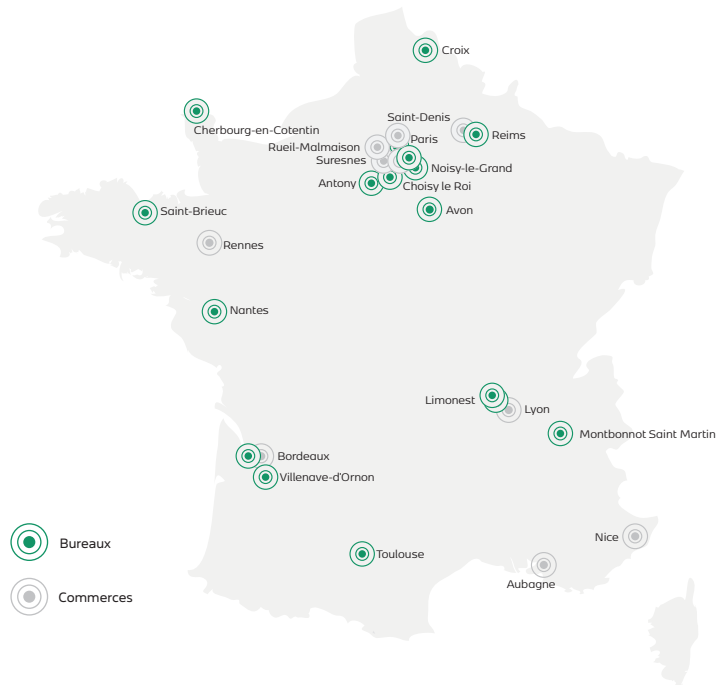 Croix
Saint-Denis
Cherbourg-en-Cotentin
Reims
Paris
Rueil-Malmaison
Suresnes
Noisy-le-Grand
Antony
Choisy le Roi
Saint-Brieuc
Avon
Rennes
Nantes
Limonest
Lyon
Montbonnot Saint Martin
Bordeaux
Villenave-d'Ornon
Nice
Bureaux
Toulouse
Aubagne
Commerces